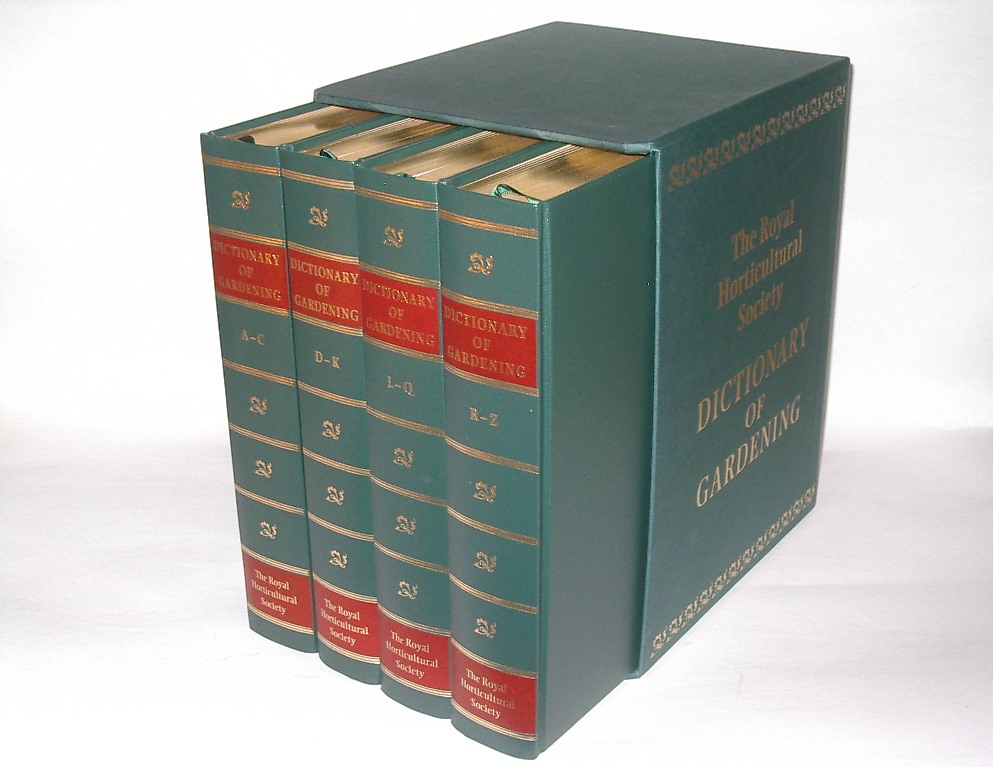 DICTIONARY
OF
GARDENING
A–C
The Royal
Horticultural
Society
DICTIONARY
OF
GARDENING
D–K
The Royal
Horticultural
Society
DICTIONARY
OF
GARDENING
L–Q
The Royal
Horticultural
Society
DICTIONARY
OF
GARDENING
R–Z
The Royal
Horticultural
Society
The Royal
Horticultural
Society
DICTIONARY
OF
GARDENING